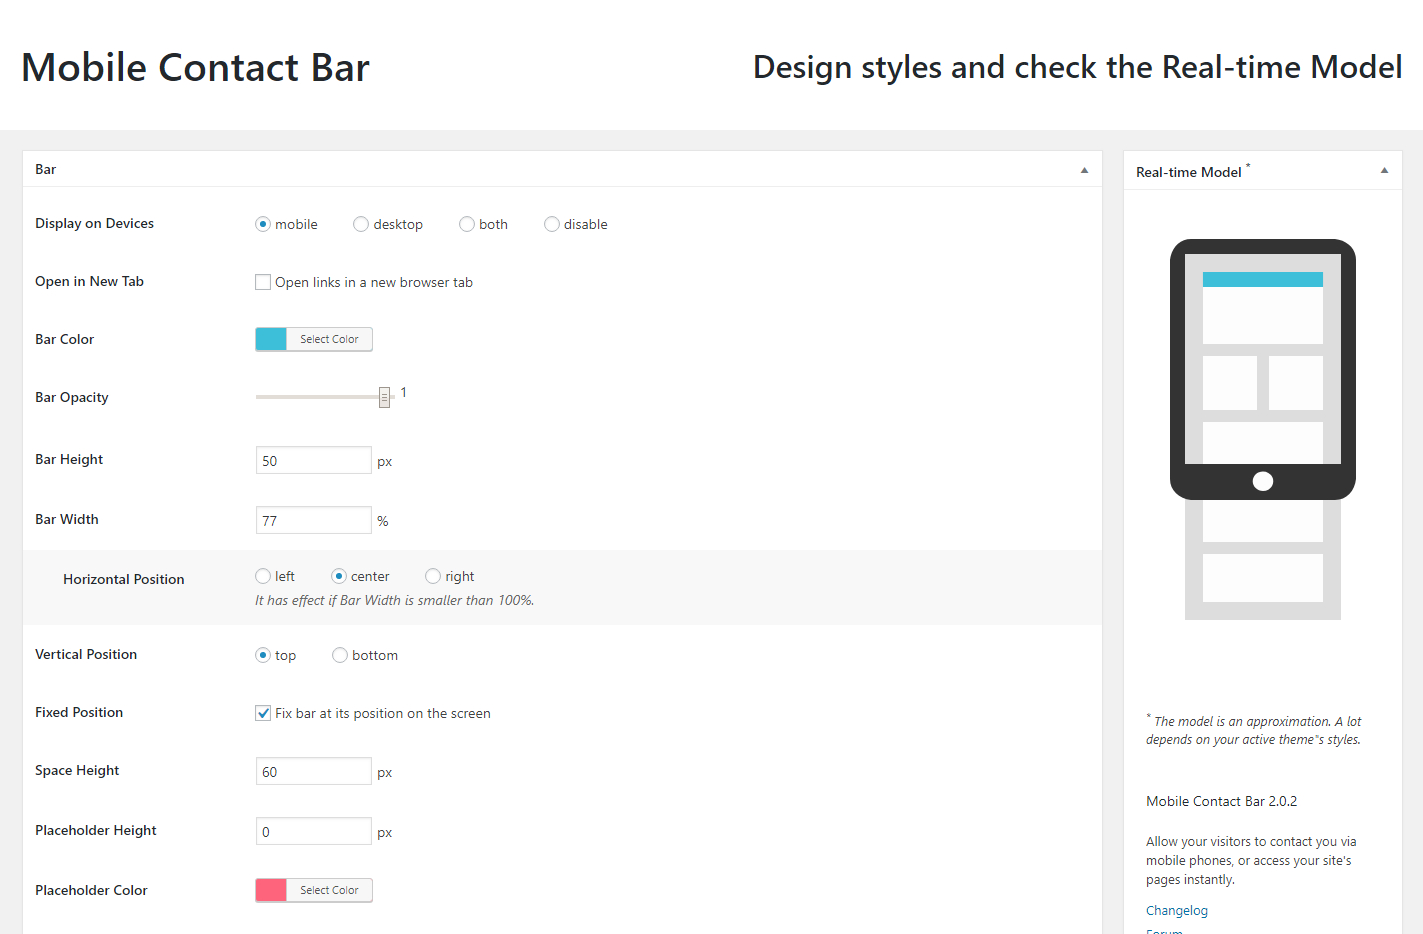 Mobile Contact Bar
Design styles and check the Real-time Model
Bar
Display on Devices
mobile desktop both disable
Open in New Tab
Open links in a new browser tab
Bar Color
Select Color
Bar Opacity
1
Bar Height
50 px
Bar Width
77 %
Horizontal Position
left center right
It has effect if Bar Width is smaller than 100%.
Vertical Position
top bottom
Fixed Position
Fix bar at its position on the screen
Space Height
60 px
Placeholder Height
0 px
Placeholder Color
Select Color
Real-time Model *
* The model is an approximation. A lot
depends on your active theme"s styles.
Mobile Contact Bar 2.0.2
Allow your visitors to contact you via
mobile phones, or access your site's
pages instantly.
Changelog
Forum